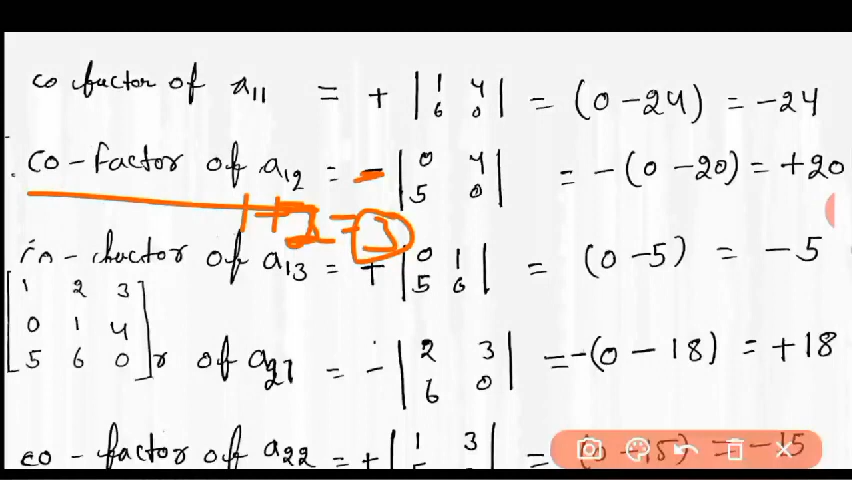 co factor of a11 = + | 1 4 6 0 | = (0 - 24) = -24
co-factor of a12 = - | 0 4 5 0 | = -(0 - 20) = +20
1+2 = 3
co-factor of a13 = + | 0 1 5 6 | = (0 - 5) = -5
[ 1 2 3
0 1 4
5 6 0 ]
r of a21 = - | 2 3 6 0 | = -(0 - 18) = +18
co-factor of a22 = + | 1 3 = (0 - 15) = -15